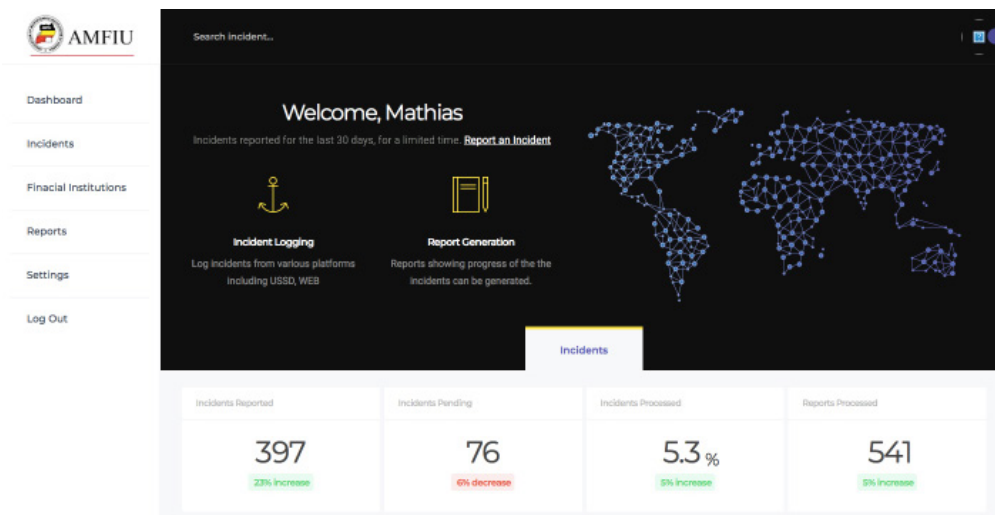 AMFIU
Search incident...
Dashboard
Incidents
Finacial Institutions
Reports
Settings
Log Out
Welcome, Mathias
Incidents reported for the last 30 days, for a limited time. Report an Incident
Incident Logging
Log incidents from various platforms
including USSD, WEB
Report Generation
Reports showing progress of the the
incidents can be generated.
Incidents
Incidents Reported
397
23% increase
Incidents Pending
76
6% decrease
Incidents Processed
5.3 %
5% increase
Reports Processed
541
5% increase